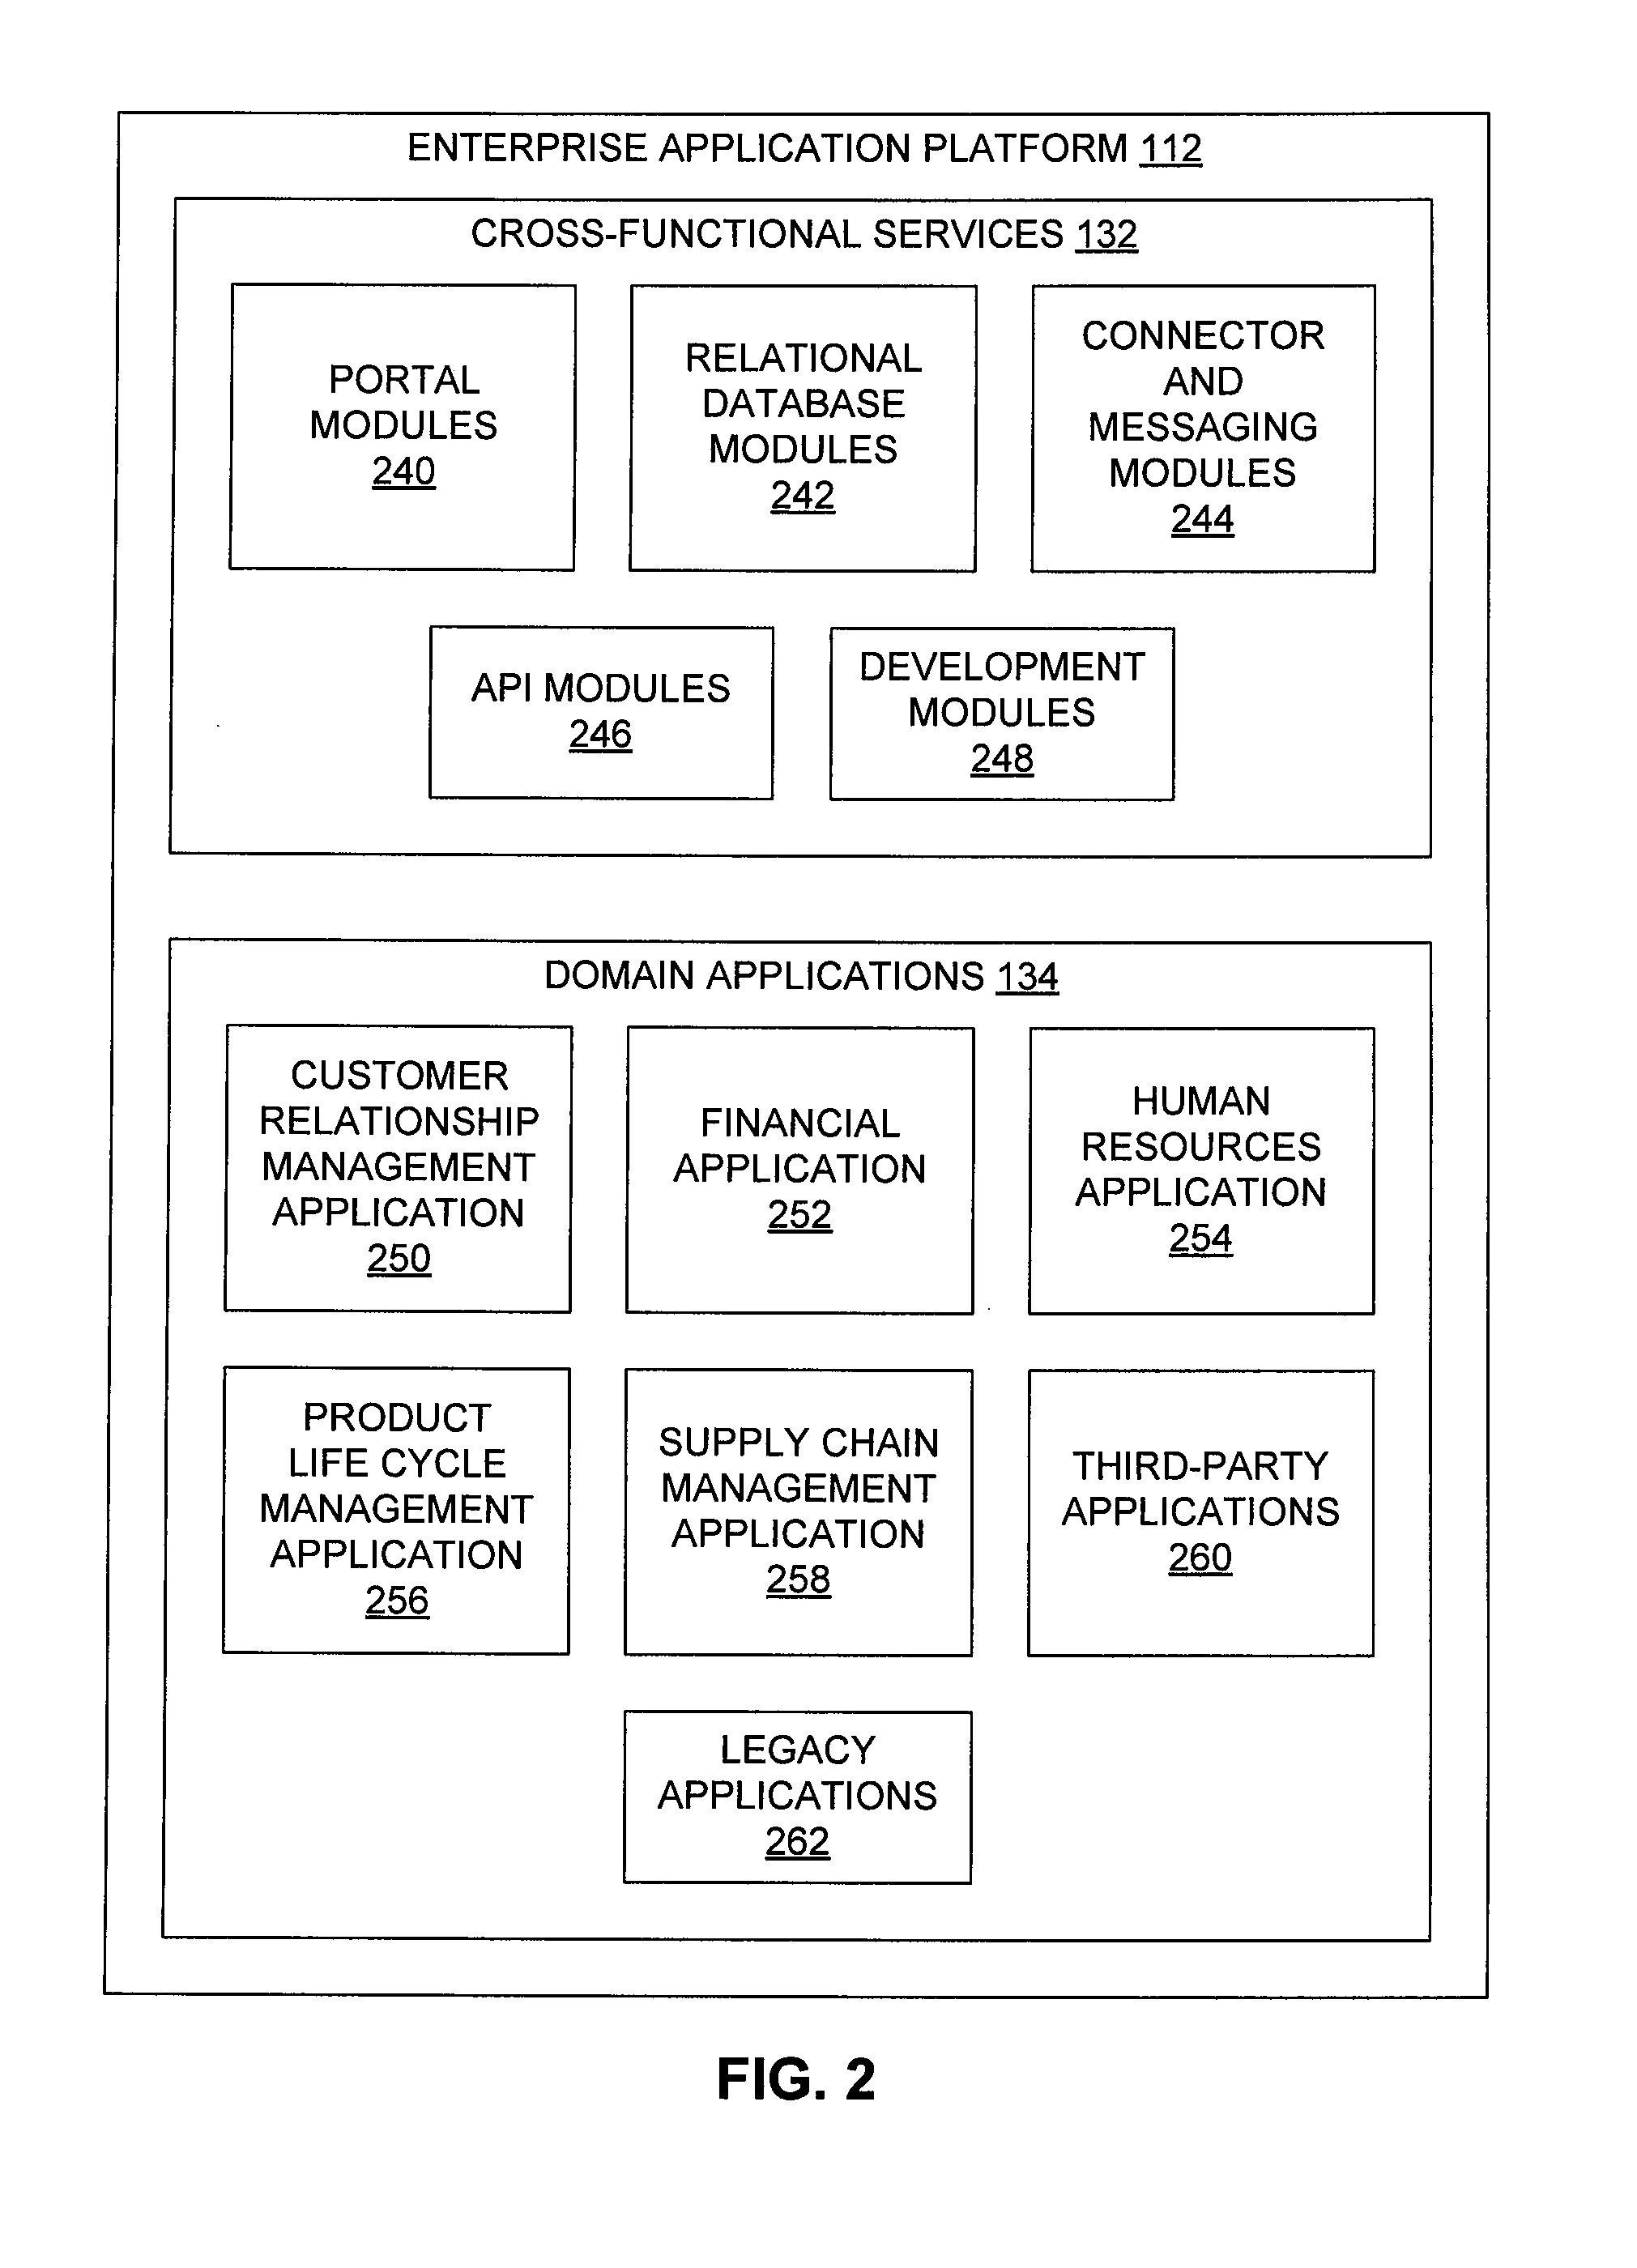 ENTERPRISE APPLICATION PLATFORM 112
CROSS-FUNCTIONAL SERVICES 132
PORTAL
MODULES
240
RELATIONAL
DATABASE
MODULES
242
CONNECTOR
AND
MESSAGING
MODULES
244
API MODULES
246
DEVELOPMENT
MODULES
248
DOMAIN APPLICATIONS 134
CUSTOMER
RELATIONSHIP
MANAGEMENT
APPLICATION
250
FINANCIAL
APPLICATION
252
HUMAN
RESOURCES
APPLICATION
254
PRODUCT
LIFE CYCLE
MANAGEMENT
APPLICATION
256
SUPPLY CHAIN
MANAGEMENT
APPLICATION
258
THIRD-PARTY
APPLICATIONS
260
LEGACY
APPLICATIONS
262
FIG. 2